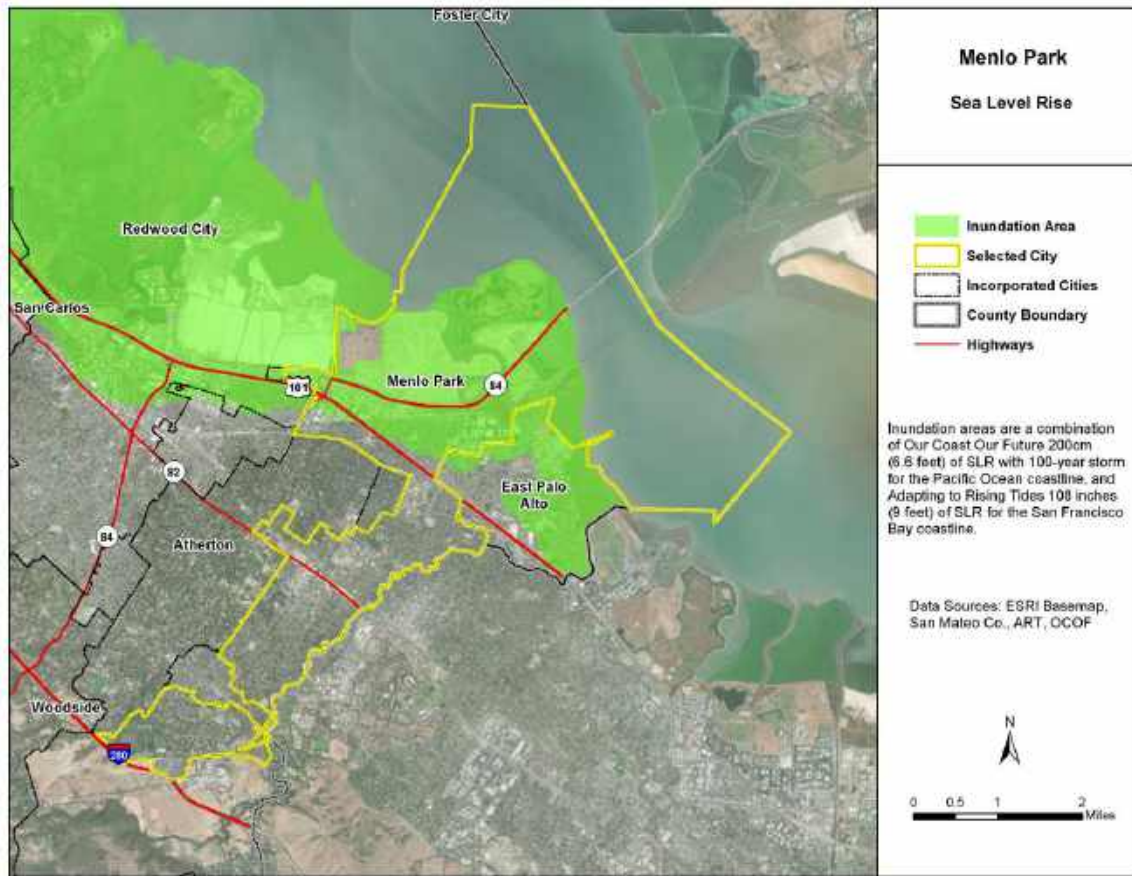 Foster City
Menlo Park
Sea Level Rise
Redwood City
San Carlos
101
Menlo Park
84
82
East Palo
Alto
84
Atherton
Woodside
280
Inundation Area
Selected City
Incorporated Cities
County Boundary
Highways
Inundation areas are a combination
of Our Coast Our Future 200cm
(6.6 feet) of SLR with 100-year storm
for the Pacific Ocean coastline, and
Adapting to Rising Tides 108 inches
(9 feet) of SLR for the San Francisco
Bay coastline.
Data Sources: ESRI Basemap,
San Mateo Co., ART, OCOF
N
0 0.5 1 2
Miles